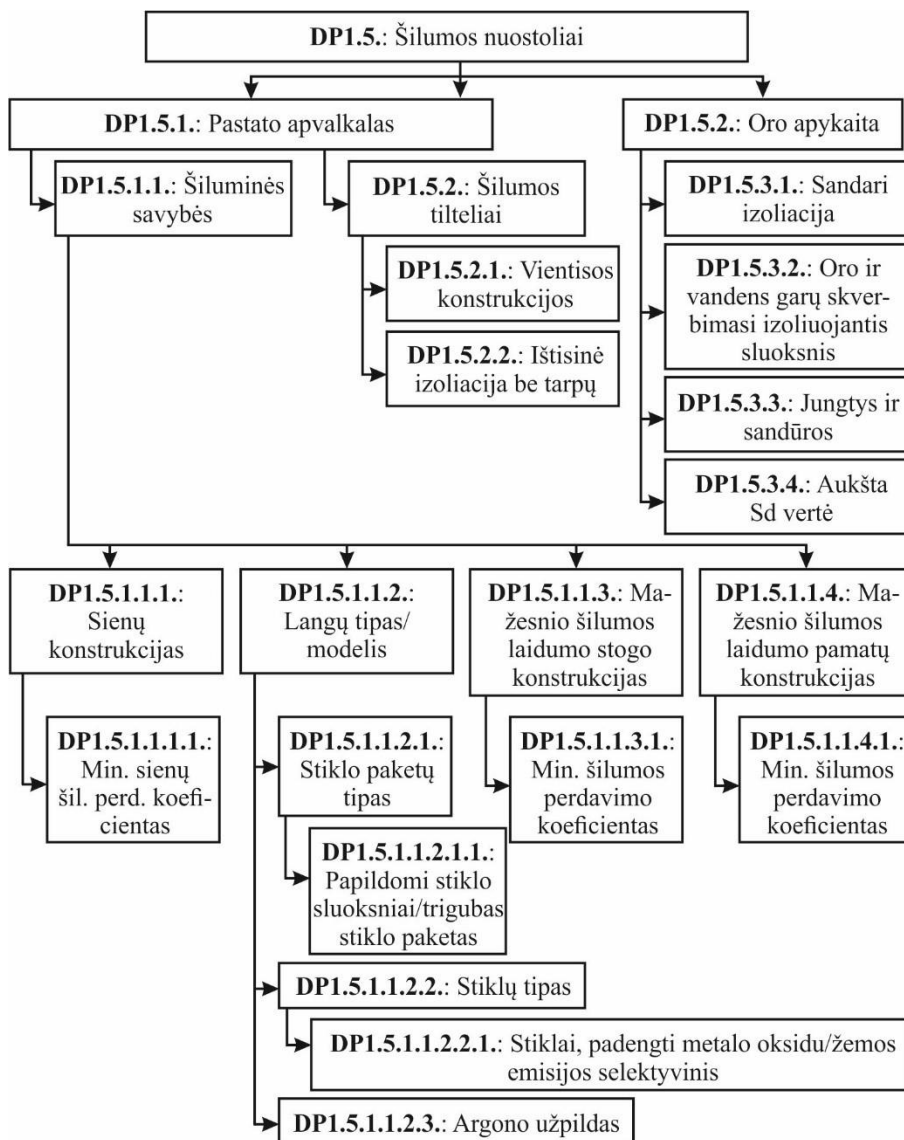 DP1.5.: Šilumos nuostoliai
DP1.5.1.: Pastato apvalkalas
DP1.5.2.: Oro apykaita
DP1.5.1.1.: Šiluminės
savybės
DP1.5.2.: Šilumos
tilteliai
DP1.5.2.1.: Vientisos
konstrukcijos
DP1.5.2.2.: Ištisinė
izoliacija be tarpų
DP1.5.3.1.: Sandari
izoliacija
DP1.5.3.2.: Oro ir
vandens garų skver-
bimasi izoliuojantis
sluoksnis
DP1.5.3.3.: Jungtys ir
sandūros
DP1.5.3.4.: Aukšta
Sd vertė
DP1.5.1.1.1.:
Sienų
konstrukcijas
DP1.5.1.1.1.1.:
Min. sienų
šil. perd. koefi-
cientas
DP1.5.1.1.2.:
Langų tipas/
modelis
DP1.5.1.1.2.1.:
Stiklo paketų
tipas
DP1.5.1.1.2.1.1.:
Papildomi stiklo
sluoksniai/trigubas
stiklo paketas
DP1.5.1.1.2.2.: Stiklų tipas
DP1.5.1.1.2.2.1.: Stiklai, padengti metalo oksidu/žemos
emisijos selektyvinis
DP1.5.1.1.2.3.: Argono užpildas
DP1.5.1.1.3.: Ma-
žesnio šilumos
laidumo stogo
konstrukcijas
DP1.5.1.1.3.1.:
Min. šilumos
perdavimo
koeficientas
DP1.5.1.1.4.: Ma-
žesnio šilumos
laidumo pamatų
konstrukcijas
DP1.5.1.1.4.1.:
Min. šilumos
perdavimo
koeficientas